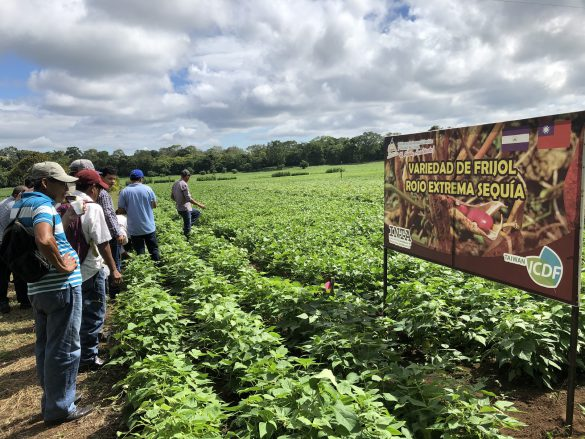 VARIEDAD DE FRIJOL
ROJO EXTREMA SEQUÍA
TAIWAN
ICDF